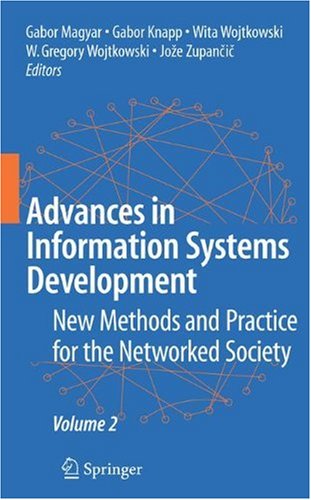 Gabor Magyar • Gabor Knapp • Wita Wojtkowski
W. Gregory Wojtkowski • Jože Zupančič
Editors
Advances in
Information Systems
Development
New Methods and Practice
for the Networked Society
Volume 2
Springer